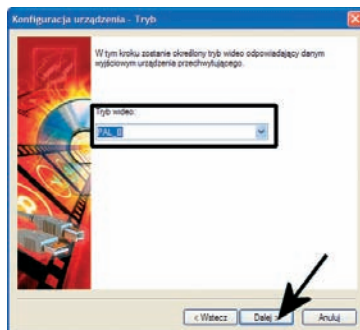 Konfiguracja urządzenia - Tryb
W tym kroku zostanie określony tryb wideo odpowiadający danym
wyjściowym urządzenia przechwytującego.
Tryb wideo:
PAL_B
< Wstecz Dalej > Anuluj